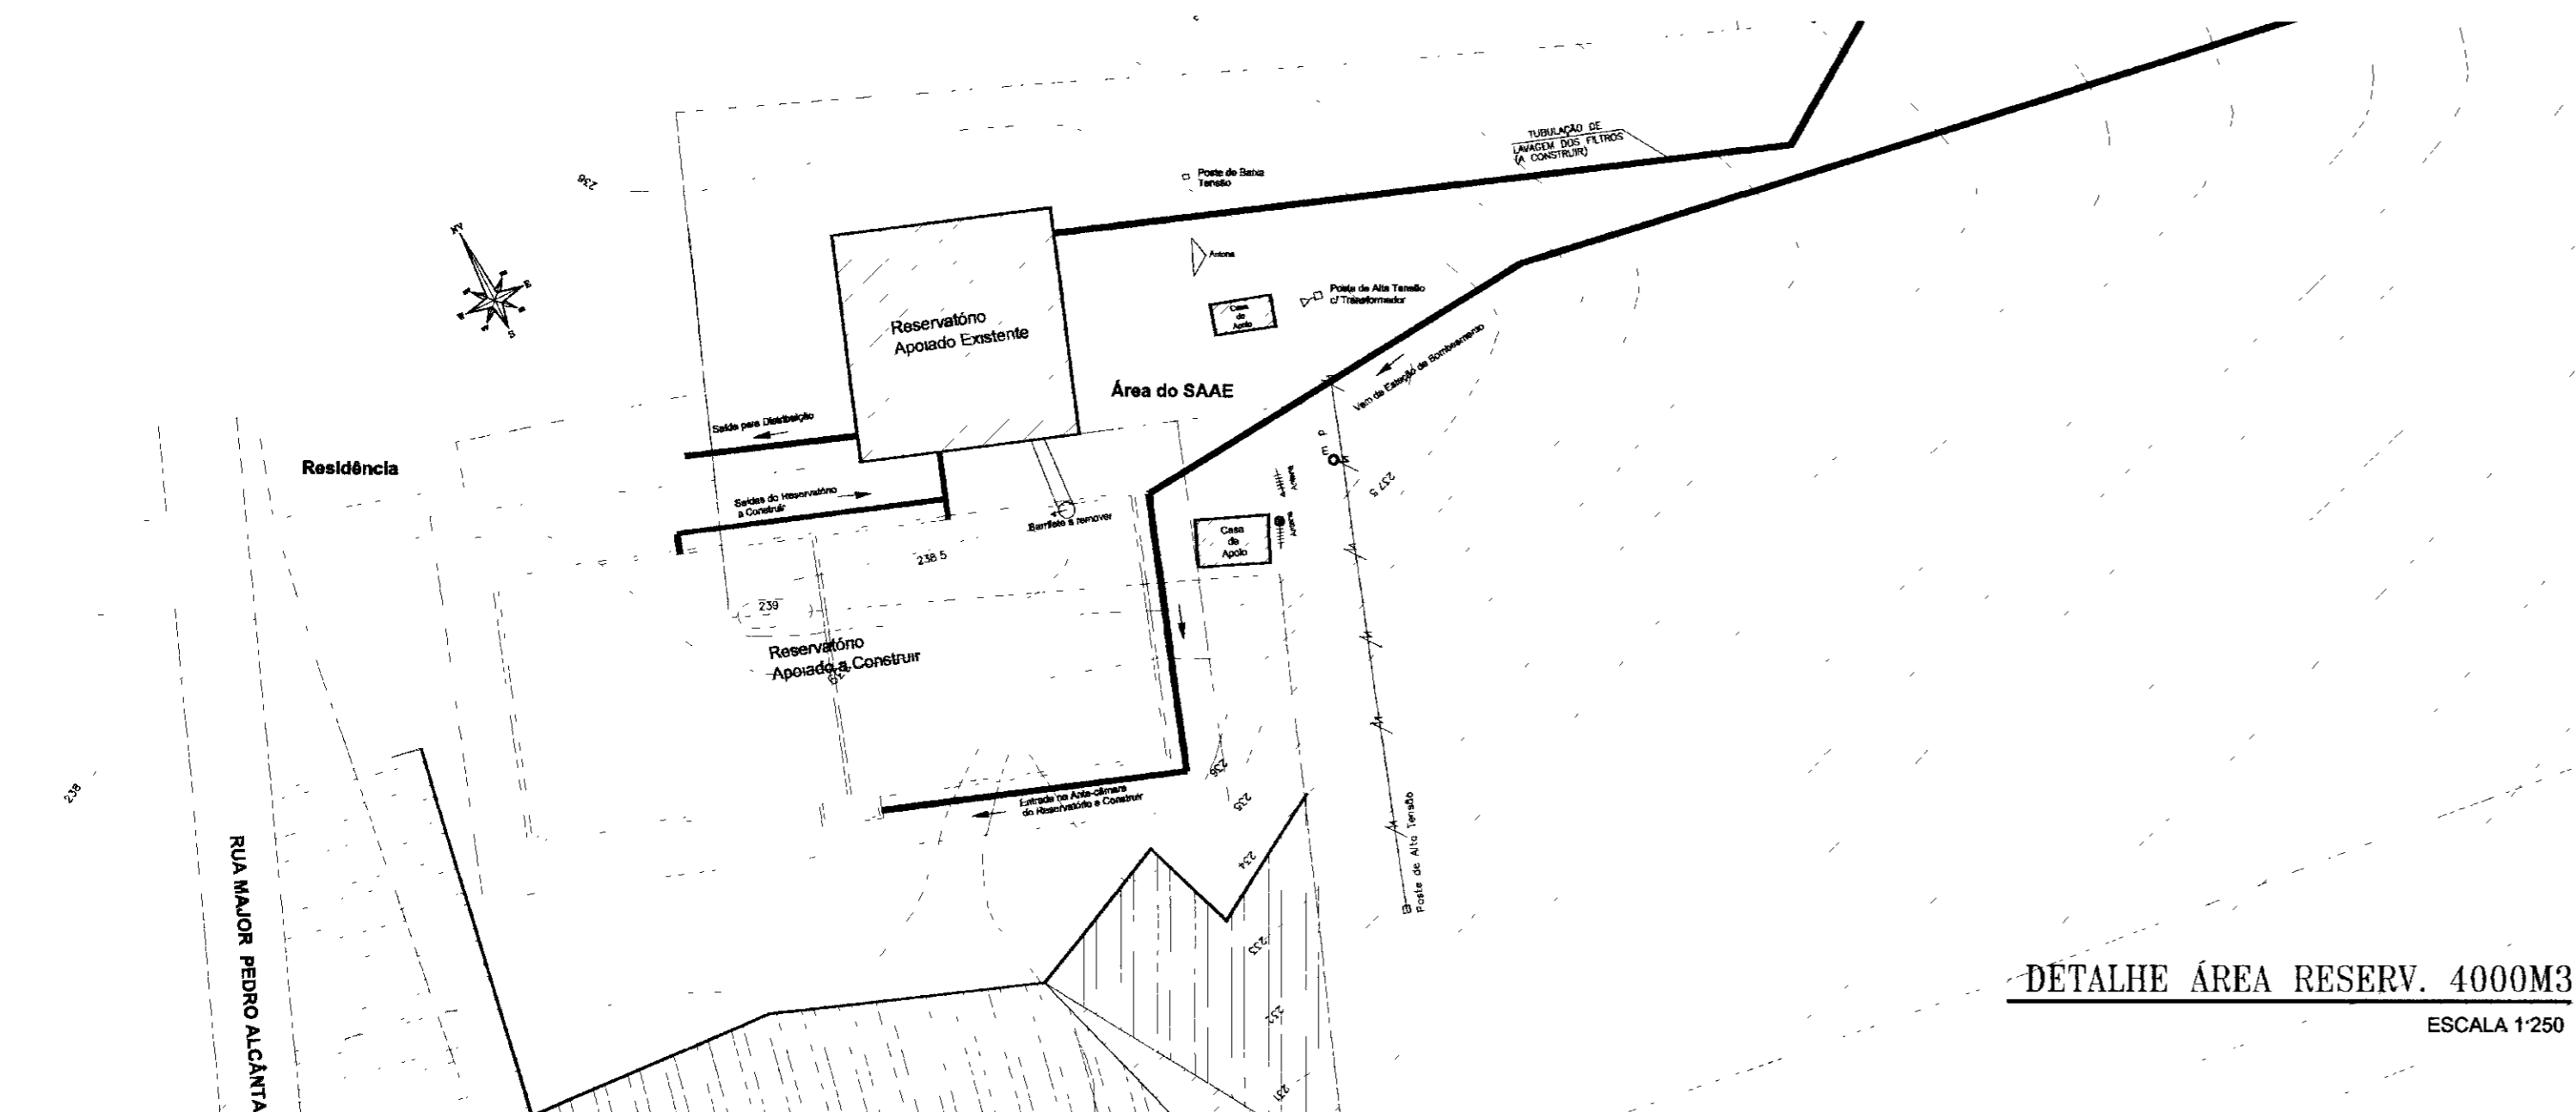 238
TUBULAÇÃO DE
LAVAGEM DOS FILTROS
(A CONSTRUIR)
Poste de Baixa
Tensão
NV
E
S
Antena
Casa
de
Apoio
Poste de Alta Tensão
c/ Transformador
Reservatório
Apoiado Existente
Vem da Estação de Bombeamento
Área do SAAE
Saída para Distribuição
Residência
Saídas do Reservatório
a Construir
Barrilete a remover
237 5
Casa
de
Apoio
238 5
239
Reservatório
Apoiado a Construir
238
236
235
234
233
232
231
Entrada na Ante-câmara
do Reservatório a Construir
Poste de Alta Tensão
RUA MAJOR PEDRO ALCÂNTA
DETALHE ÁREA RESERV. 4000M3
ESCALA 1:250